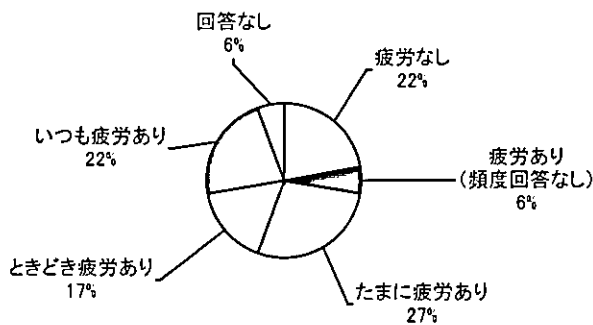 回答なし
6%
疲労なし
22%
いつも疲労あり
22%
疲労あり
(頻度回答なし)
6%
ときどき疲労あり
17%
たまに疲労あり
27%